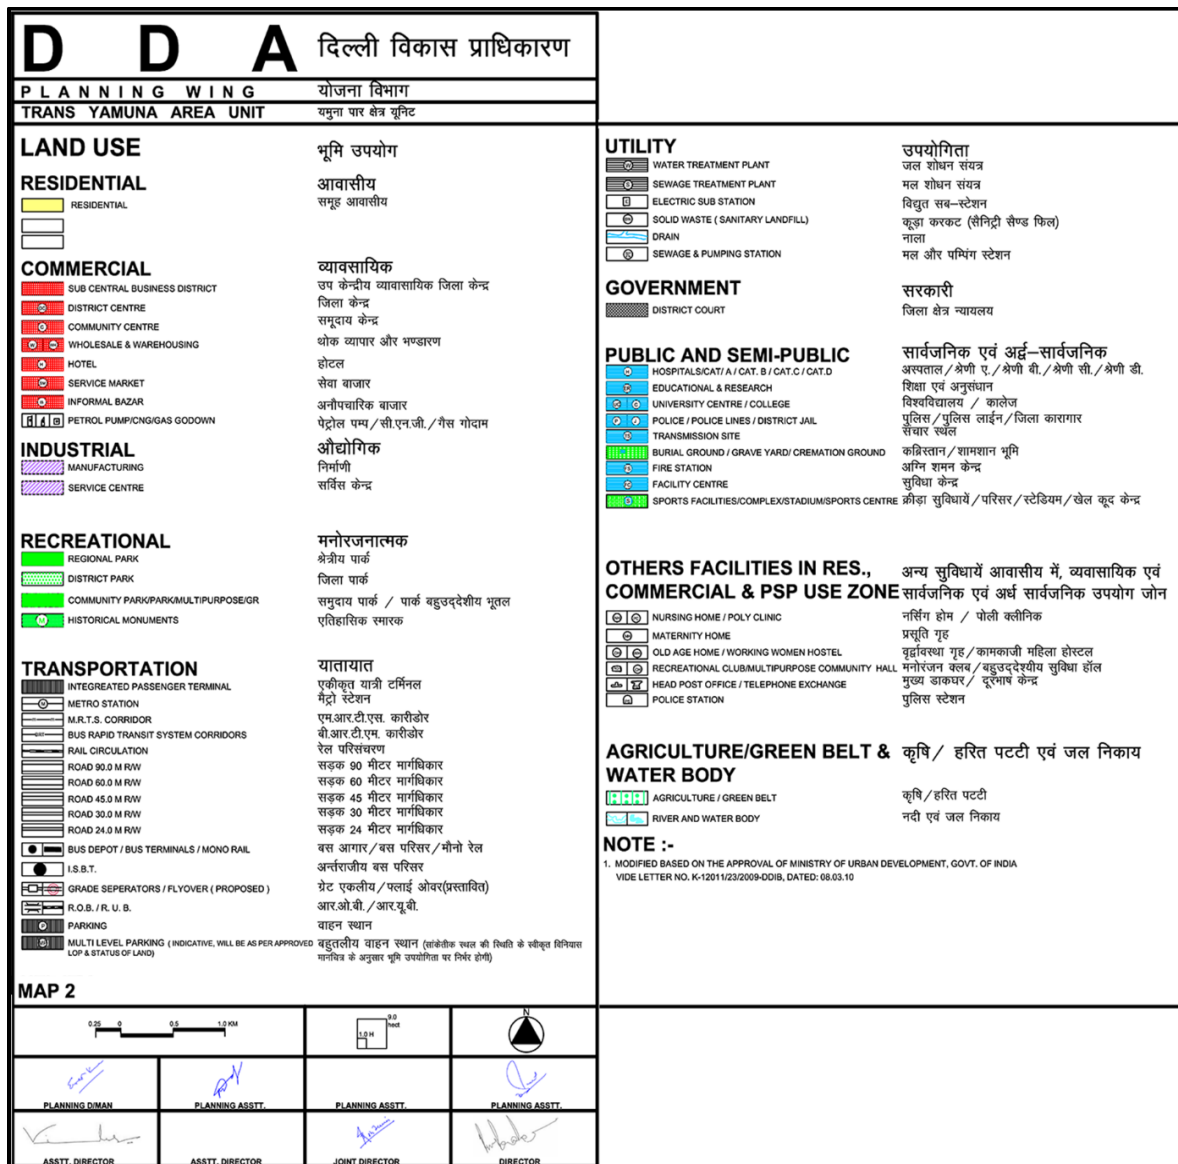 D D A दिल्ली विकास प्राधिकरण
PLANNING WING योजना विभाग
TRANS YAMUNA AREA UNIT यमुना पार क्षेत्र यूनिट
LAND USE भूमि उपयोग
RESIDENTIAL आवासीय
RESIDENTIAL समूह आवासीय
COMMERCIAL व्यावसायिक
SUB CENTRAL BUSINESS DISTRICT उप केन्द्रीय व्यावासायिक जिला केन्द्र
DISTRICT CENTRE जिला केन्द्र
COMMUNITY CENTRE समूदाय केन्द्र
WHOLESALE & WAREHOUSING थोक व्यापार और भण्डारण
HOTEL होटल
SERVICE MARKET सेवा बाजार
INFORMAL BAZAR अनौपचारिक बाजार
PETROL PUMP/CNG/GAS GODOWN पेट्रोल पम्प/सी.एन.जी./गैस गोदाम
INDUSTRIAL औद्योगिक
MANUFACTURING निर्माणी
SERVICE CENTRE सर्विस केन्द्र
RECREATIONAL मनोरजनात्मक
REGIONAL PARK श्रेत्रीय पार्क
DISTRICT PARK जिला पार्क
COMMUNITY PARK/PARK/MULTIPURPOSE/GR समुदाय पार्क / पार्क बहुउद्देशीय भूतल
M HISTORICAL MONUMENTS एतिहासिक स्मारक
TRANSPORTATION यातायात
INTEGREATED PASSENGER TERMINAL एकीकृत यात्री टर्मिनल
M METRO STATION मैट्रो स्टेशन
M.R.T.S. CORRIDOR एम.आर.टी.एस. कारीडोर
BUS RAPID TRANSIT SYSTEM CORRIDORS बी.आर.टी.एम. कारीडोर
RAIL CIRCULATION रेल परिसंचरण
ROAD 90.0 M R/W सड़क 90 मीटर मार्गधिकार
ROAD 60.0 M R/W सड़क 60 मीटर मार्गधिकार
ROAD 45.0 M R/W सड़क 45 मीटर मार्गधिकार
ROAD 30.0 M R/W सड़क 30 मीटर मार्गधिकार
ROAD 24.0 M R/W सड़क 24 मीटर मार्गधिकार
BUS DEPOT / BUS TERMINALS / MONO RAIL बस आगार/बस परिसर/मौनो रेल
I.S.B.T. अर्न्तराजीय बस परिसर
GRADE SEPERATORS / FLYOVER ( PROPOSED ) ग्रेट एकलीय/फ्लाई ओवर(प्रस्तावित)
R.O.B. / R. U. B. आर.ओ.बी./आर.यू.बी.
P PARKING वाहन स्थान
MULTI LEVEL PARKING ( INDICATIVE, WILL BE AS PER APPROVED बहुतलीय वाहन स्थान (सांकेतीक स्थल की स्थिति के स्वीकृत विनियास
LOP & STATUS OF LAND) मानचित्र के अनुसार भूमि उपयोगिता पर निर्भर होगी)
MAP 2
0.25 0 0.5 1.0 KM
9.0 hect
1.0 H
N
PLANNING D/MAN PLANNING ASSTT. PLANNING ASSTT. PLANNING ASSTT.
ASSTT. DIRECTOR ASSTT. DIRECTOR JOINT DIRECTOR DIRECTOR
UTILITY उपयोगिता
WATER TREATMENT PLANT जल शोधन संयत्र
SEWAGE TREATMENT PLANT मल शोधन संयत्र
ELECTRIC SUB STATION विद्युत सब–स्टेशन
SOLID WASTE ( SANITARY LANDFILL) कूड़ा करकट (सैनिट्री सैण्ड फिल)
DRAIN नाला
SEWAGE & PUMPING STATION मल और पम्पिंग स्टेशन
GOVERNMENT सरकारी
DISTRICT COURT जिला क्षेत्र न्यायलय
PUBLIC AND SEMI-PUBLIC सार्वजनिक एवं अर्द्व–सार्वजनिक
HOSPITALS/CAT/ A / CAT. B / CAT.C / CAT.D अस्पताल/श्रेणी ए./श्रेणी बी./श्रेणी सी./श्रेणी डी.
EDUCATIONAL & RESEARCH शिक्षा एवं अनुसंधान
UNIVERSITY CENTRE / COLLEGE विश्वविद्यालय / कालेज
POLICE / POLICE LINES / DISTRICT JAIL पुलिस/पुलिस लाईन/जिला कारागार
TRANSMISSION SITE संचार स्थल
BURIAL GROUND / GRAVE YARD/ CREMATION GROUND कब्रिस्तान/शामशान भूमि
FIRE STATION अग्नि शमन केन्द्र
FACILITY CENTRE सुविधा केन्द्र
SPORTS FACILITIES/COMPLEX/STADIUM/SPORTS CENTRE क्रीड़ा सुविधायें/परिसर/स्टेडियम/खेल कूद केन्द्र
OTHERS FACILITIES IN RES., अन्य सुविधायें आवासीय में, व्यवासायिक एवं
COMMERCIAL & PSP USE ZONE सार्वजनिक एवं अर्ध सार्वजनिक उपयोग जोन
NURSING HOME / POLY CLINIC नर्सिग होम / पोली क्लीनिक
MATERNITY HOME प्रसूति गृह
OLD AGE HOME / WORKING WOMEN HOSTEL वृर्द्वावस्था गृह/कामकाजी महिला होस्टल
RECREATIONAL CLUB/MULTIPURPOSE COMMUNITY HALL मनोरंजन क्लब/बहुउद्देश्यीय सुविधा हॉल
HEAD POST OFFICE / TELEPHONE EXCHANGE मुख्य डाकघर/ दूरभाष केन्द्र
POLICE STATION पुलिस स्टेशन
AGRICULTURE/GREEN BELT & कृषि/ हरित पटटी एवं जल निकाय
WATER BODY
AGRICULTURE / GREEN BELT कृषि/हरित पटटी
RIVER AND WATER BODY नदी एवं जल निकाय
NOTE :-
1. MODIFIED BASED ON THE APPROVAL OF MINISTRY OF URBAN DEVELOPMENT, GOVT. OF INDIA
VIDE LETTER NO. K-12011/23/2009-DDIB, DATED: 08.03.10